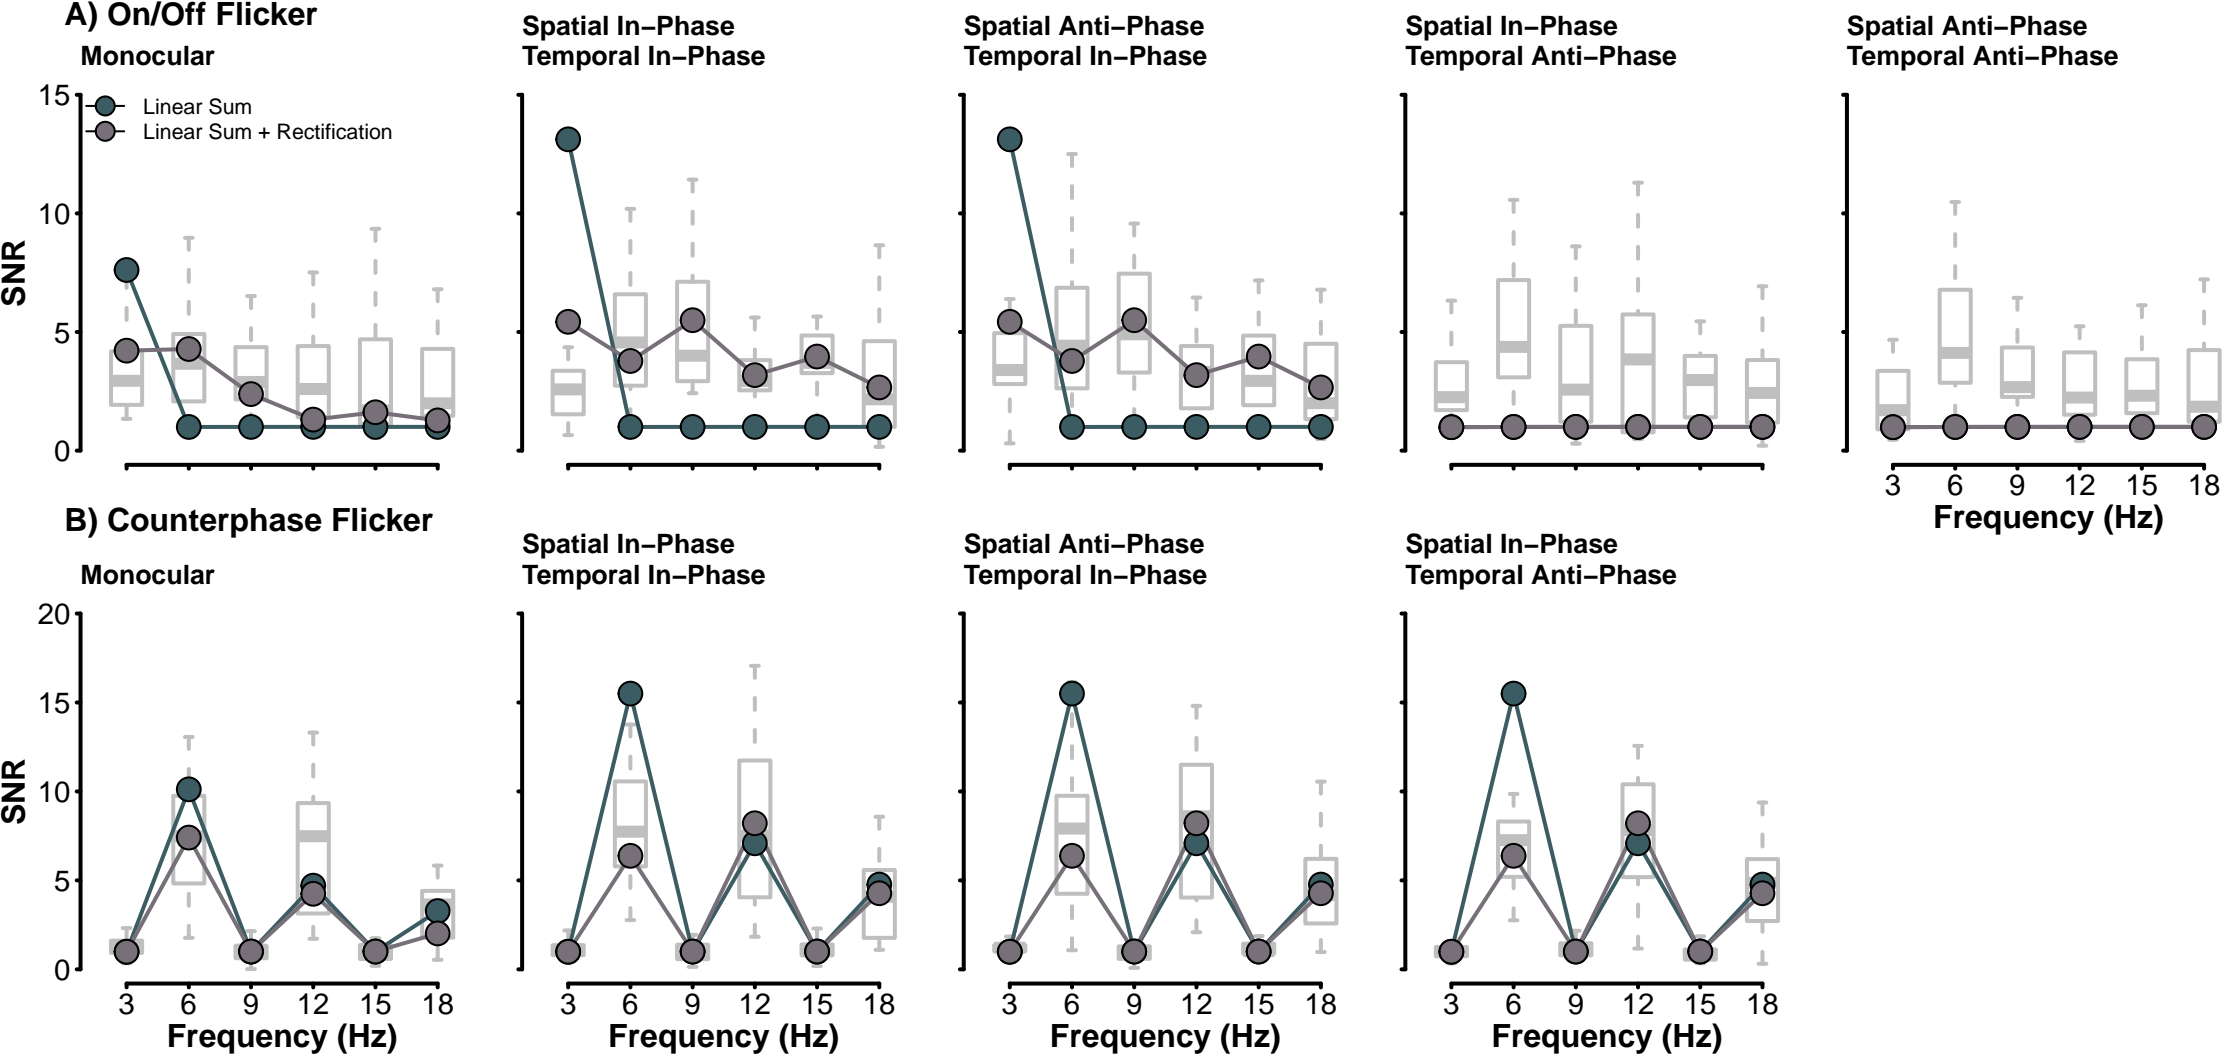 A) On/Off Flicker
Monocular
Spatial In−Phase
Temporal In−Phase
Spatial Anti−Phase
Temporal In−Phase
Spatial In−Phase
Temporal Anti−Phase
Spatial Anti−Phase
Temporal Anti−Phase
Linear Sum
Linear Sum + Rectification
SNR
15
10
5
0
3 6 9 12 15 18
Frequency (Hz)
B) Counterphase Flicker
Monocular
Spatial In−Phase
Temporal In−Phase
Spatial Anti−Phase
Temporal In−Phase
Spatial In−Phase
Temporal Anti−Phase
SNR
20
15
10
5
0
3 6 9 12 15 18
Frequency (Hz)
3 6 9 12 15 18
Frequency (Hz)
3 6 9 12 15 18
Frequency (Hz)
3 6 9 12 15 18
Frequency (Hz)